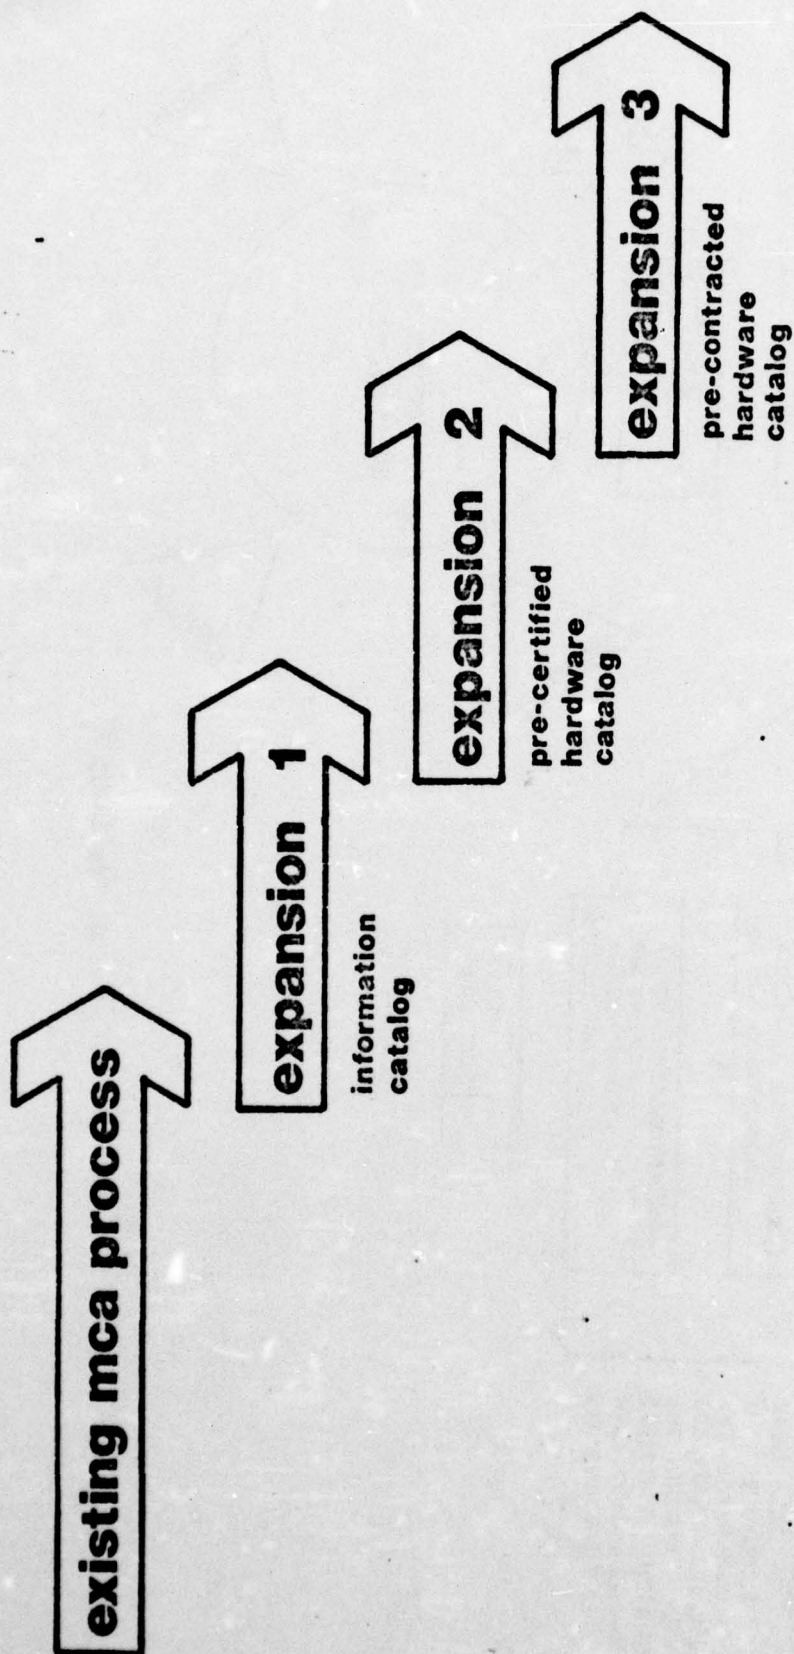 existing mca process
expansion 1
information
catalog
expansion 2
pre-certified
hardware
catalog
expansion 3
pre-contracted
hardware
catalog